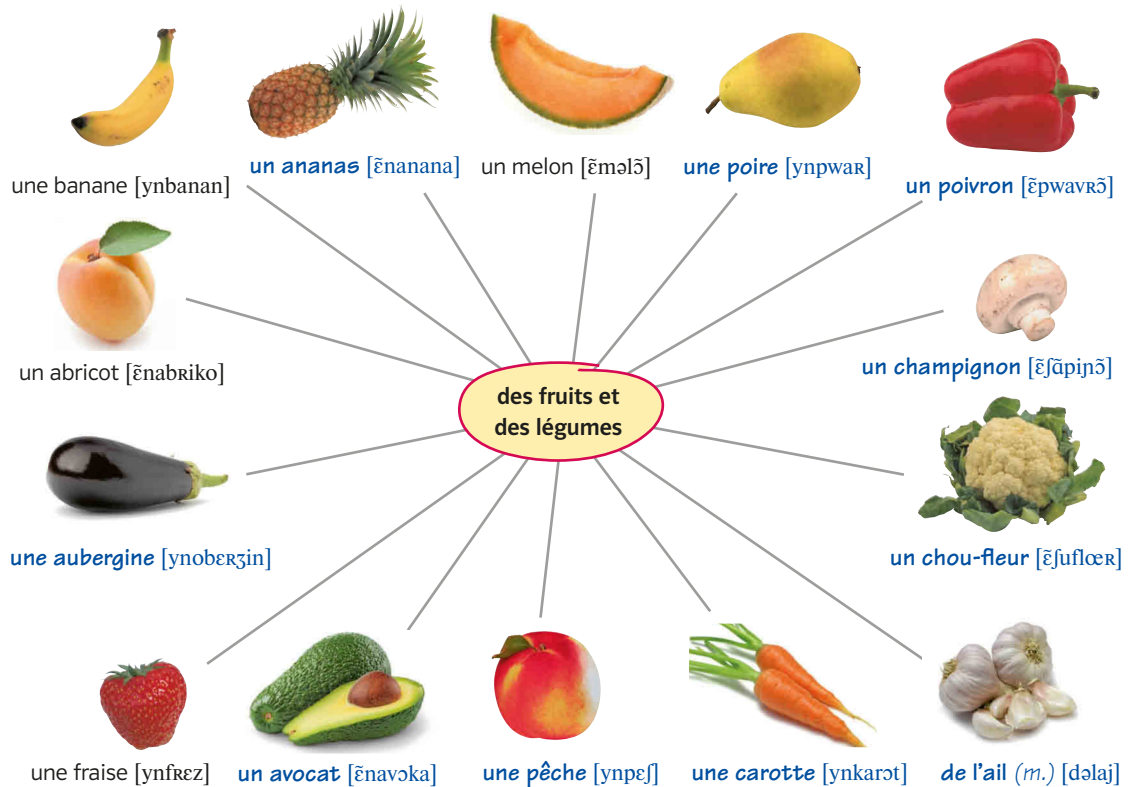 une banane [ynbanan]
un ananas [ɛ̃nanana]
un melon [ɛ̃məlɔ̃]
une poire [ynpwaʀ]
un poivron [ɛ̃pwavʀɔ̃]
un abricot [ɛ̃nabʀiko]
un champignon [ɛ̃ʃɑ̃piɲɔ̃]
des fruits et
des légumes
une aubergine [ynobɛʀʒin]
un chou-fleur [ɛ̃ʃuflœʀ]
une fraise [ynfʀɛz]
un avocat [ɛ̃navɔka]
une pêche [ynpɛʃ]
une carotte [ynkaʀɔt]
de l'ail (m.) [dəlaj]